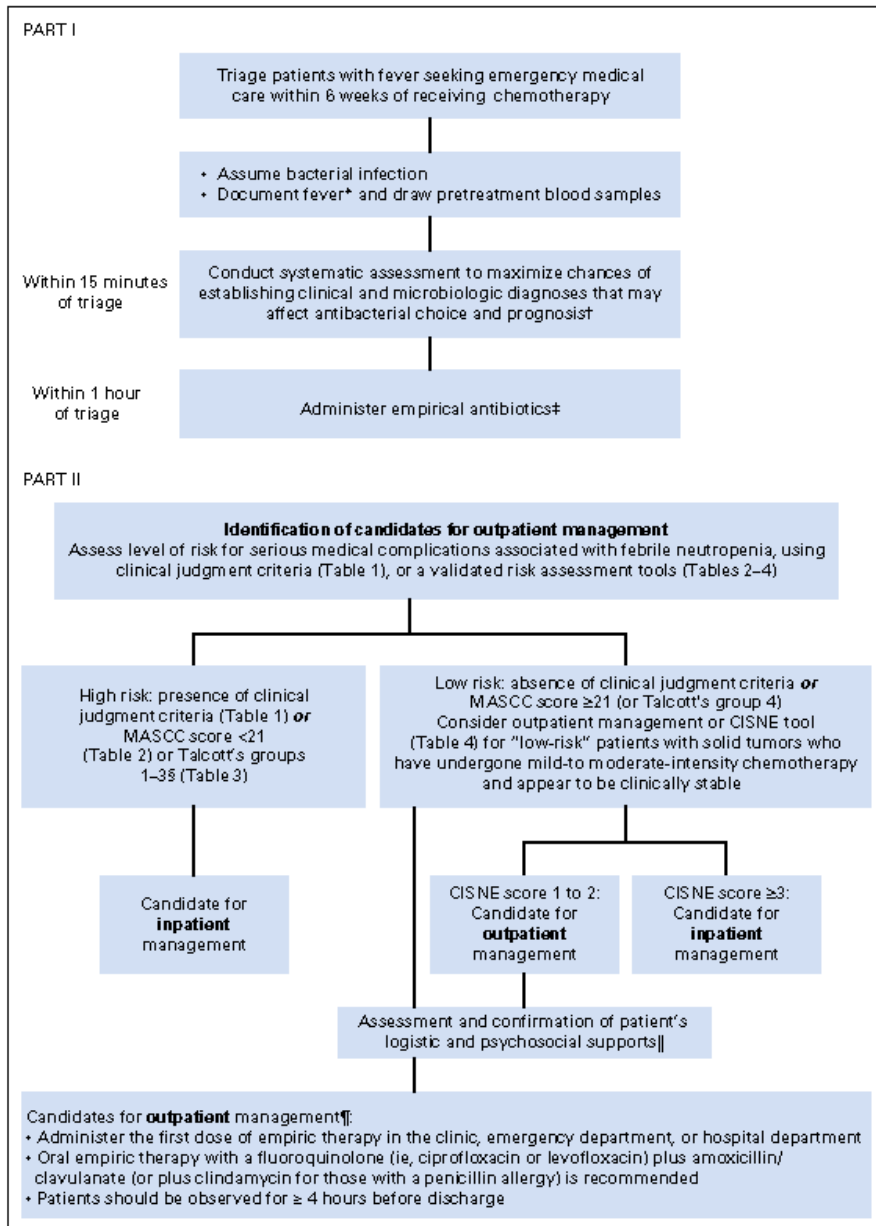 PART I
Triage patients with fever seeking emergency medical
care within 6 weeks of receiving chemotherapy
• Assume bacterial infection
• Document fever* and draw pretreatment blood samples
Within 15 minutes
of triage
Conduct systematic assessment to maximize chances of
establishing clinical and microbiologic diagnoses that may
affect antibacterial choice and prognosis†
Within 1 hour
of triage
Administer empirical antibiotics‡
PART II
Identification of candidates for outpatient management
Assess level of risk for serious medical complications associated with febrile neutropenia, using
clinical judgment criteria (Table 1), or a validated risk assessment tools (Tables 2–4)
High risk: presence of clinical
judgment criteria (Table 1) or
MASCC score <21
(Table 2) or Talcott's groups
1–3§ (Table 3)
Low risk: absence of clinical judgment criteria or
MASCC score ≥21 (or Talcott's group 4)
Consider outpatient management or CISNE tool
(Table 4) for "low-risk" patients with solid tumors who
have undergone mild-to moderate-intensity chemotherapy
and appear to be clinically stable
Candidate for
inpatient
management
CISNE score 1 to 2:
Candidate for
outpatient
management
CISNE score ≥3:
Candidate for
inpatient
management
Assessment and confirmation of patient's
logistic and psychosocial supports||
Candidates for outpatient management¶:
• Administer the first dose of empiric therapy in the clinic, emergency department, or hospital department
• Oral empiric therapy with a fluoroquinolone (ie, ciprofloxacin or levofloxacin) plus amoxicillin/
clavulanate (or plus clindamycin for those with a penicillin allergy) is recommended
• Patients should be observed for ≥ 4 hours before discharge